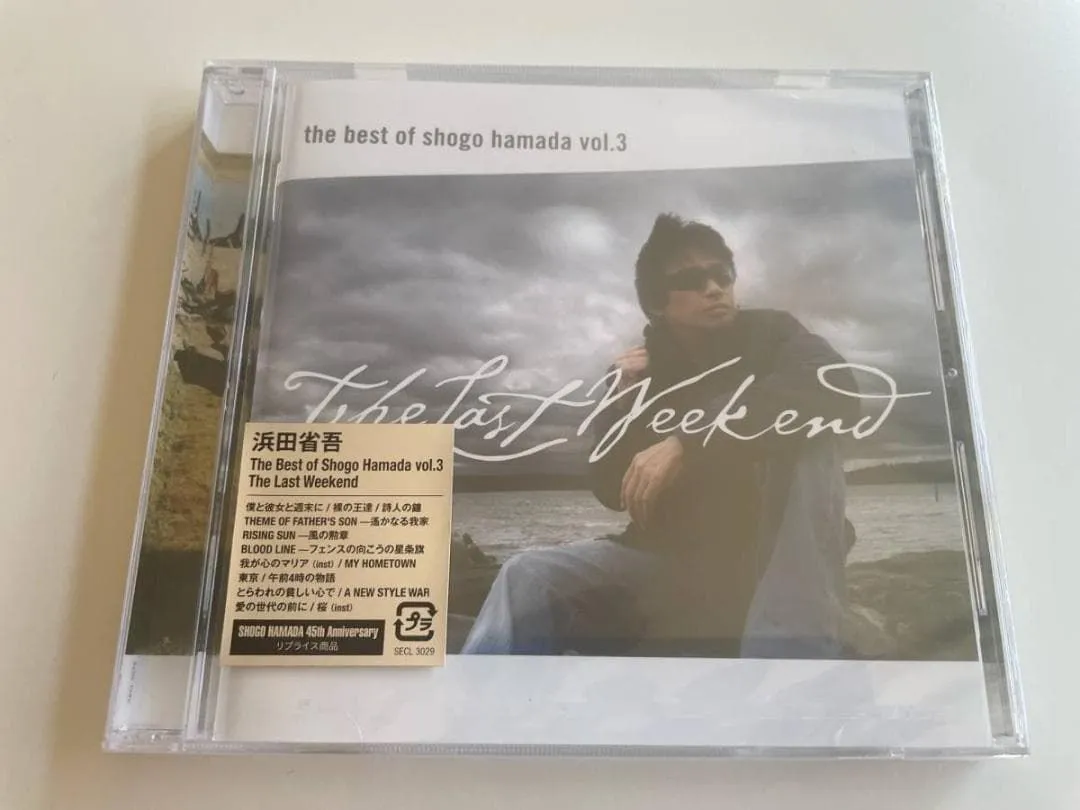 the best of shogo hamada vol.3
The Last Weekend
浜田省吾
The Best of Shogo Hamada vol.3
The Last Weekend
僕と彼女と週末に / 裸の王達 / 詩人の鐘
THEME OF FATHER'S SON —遥かなる我家
RISING SUN —風の勲章
BLOOD LINE —フェンスの向こうの星条旗
我が心のマリア (inst) / MY HOMETOWN
東京 / 午前4時の物語
とらわれの貧しい心で / A NEW STYLE WAR
愛の世代の前に / 桜 (inst)
SHOGO HAMADA 45th Anniversary
リプライス商品
プラ
SECL 3029